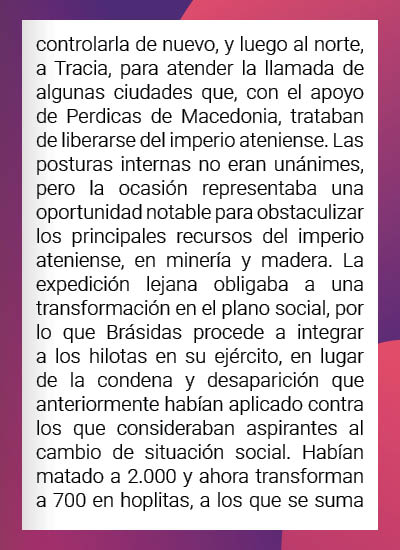 controlarla de nuevo, y luego al norte,
a Tracia, para atender la llamada de
algunas ciudades que, con el apoyo
de Perdicas de Macedonia, trataban
de liberarse del imperio ateniense. Las
posturas internas no eran unánimes,
pero la ocasión representaba una
oportunidad notable para obstaculizar
los principales recursos del imperio
ateniense, en minería y madera. La
expedición lejana obligaba a una
transformación en el plano social, por
lo que Brásidas procede a integrar
a los hilotas en su ejército, en lugar
de la condena y desaparición que
anteriormente habían aplicado contra
los que consideraban aspirantes al
cambio de situación social. Habían
matado a 2.000 y ahora transforman
a 700 en hoplitas, a los que se suma